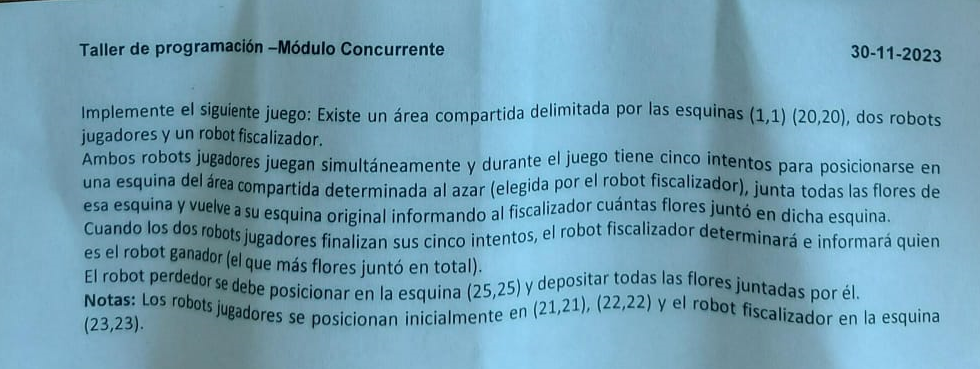 Taller de programación –Módulo Concurrente 30-11-2023
Implemente el siguiente juego: Existe un área compartida delimitada por las esquinas (1,1) (20,20), dos robots
jugadores y un robot fiscalizador.
Ambos robots jugadores juegan simultáneamente y durante el juego tiene cinco intentos para posicionarse en
una esquina del área compartida determinada al azar (elegida por el robot fiscalizador), junta todas las flores de
esa esquina y vuelve a su esquina original informando al fiscalizador cuántas flores juntó en dicha esquina.
Cuando los dos robots jugadores finalizan sus cinco intentos, el robot fiscalizador determinará e informará quien
es el robot ganador (el que más flores juntó en total).
El robot perdedor se debe posicionar en la esquina (25,25) y depositar todas las flores juntadas por él.
Notas: Los robots jugadores se posicionan inicialmente en (21,21), (22,22) y el robot fiscalizador en la esquina
(23,23).